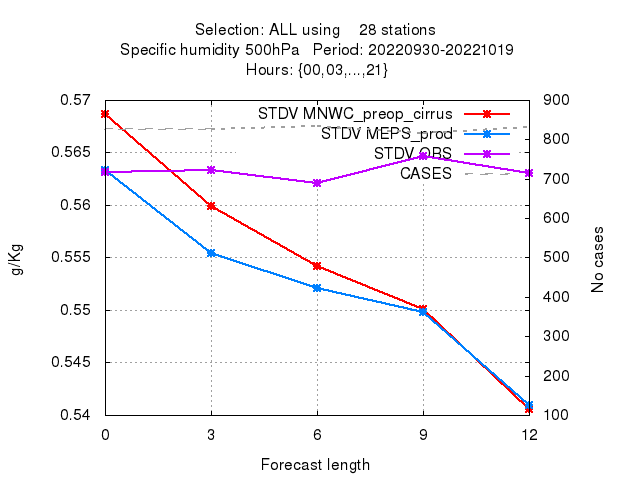 Selection: ALL using    28 stations
Specific humidity 500hPa   Period: 20220930-20221019
Hours: {00,03,...,21}
0.57
0.565
0.56
0.555
0.55
0.545
0.54
900
800
700
600
500
400
300
200
100
STDV MNWC_preop_cirrus
STDV MEPS_prod
STDV OBS
CASES
g/Kg
No cases
0 3 6 9 12
Forecast length